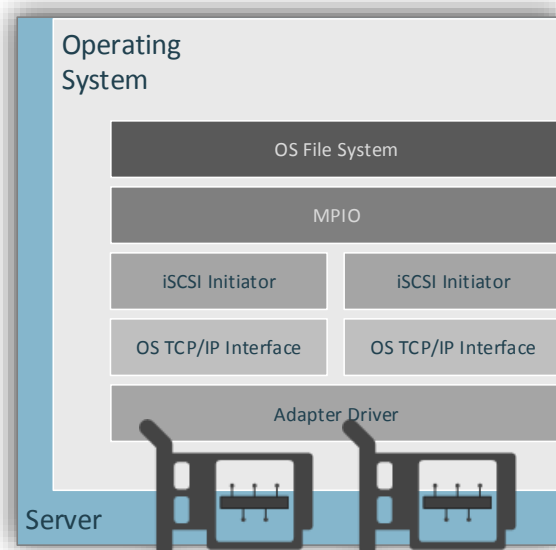 Operating
System
OS File System
MPIO
iSCSI Initiator iSCSI Initiator
OS TCP/IP Interface OS TCP/IP Interface
Adapter Driver
Server